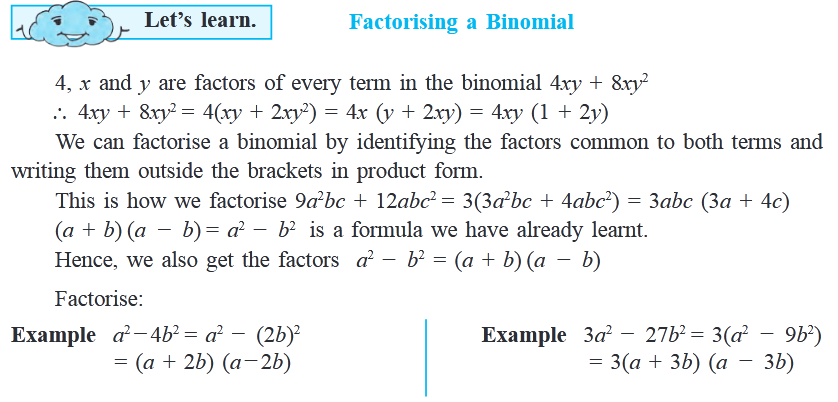 Let's learn.
Factorising a Binomial
4, x and y are factors of every term in the binomial 4xy + 8xy²
∴ 4xy + 8xy² = 4(xy + 2xy²) = 4x (y + 2xy) = 4xy (1 + 2y)
We can factorise a binomial by identifying the factors common to both terms and
writing them outside the brackets in product form.
This is how we factorise 9a²bc + 12abc² = 3(3a²bc + 4abc²) = 3abc (3a + 4c)
(a + b) (a − b) = a² − b² is a formula we have already learnt.
Hence, we also get the factors a² − b² = (a + b) (a − b)
Factorise:
Example a² − 4b² = a² − (2b)²
= (a + 2b) (a − 2b)
Example 3a² − 27b² = 3(a² − 9b²)
= 3(a + 3b) (a − 3b)